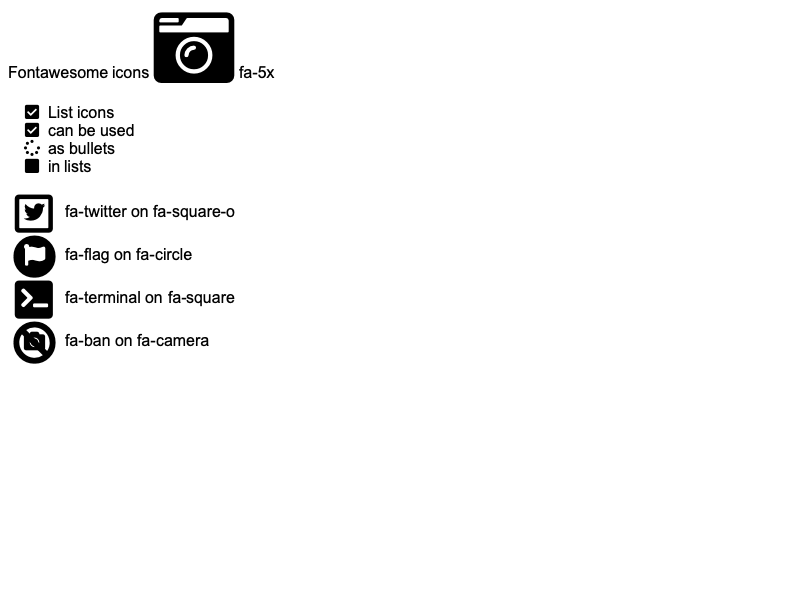 Fontawesome icons fa-5x
List icons
can be used
as bullets
in lists
fa-twitter on fa-square-o
fa-flag on fa-circle
fa-terminal on fa-square
fa-ban on fa-camera